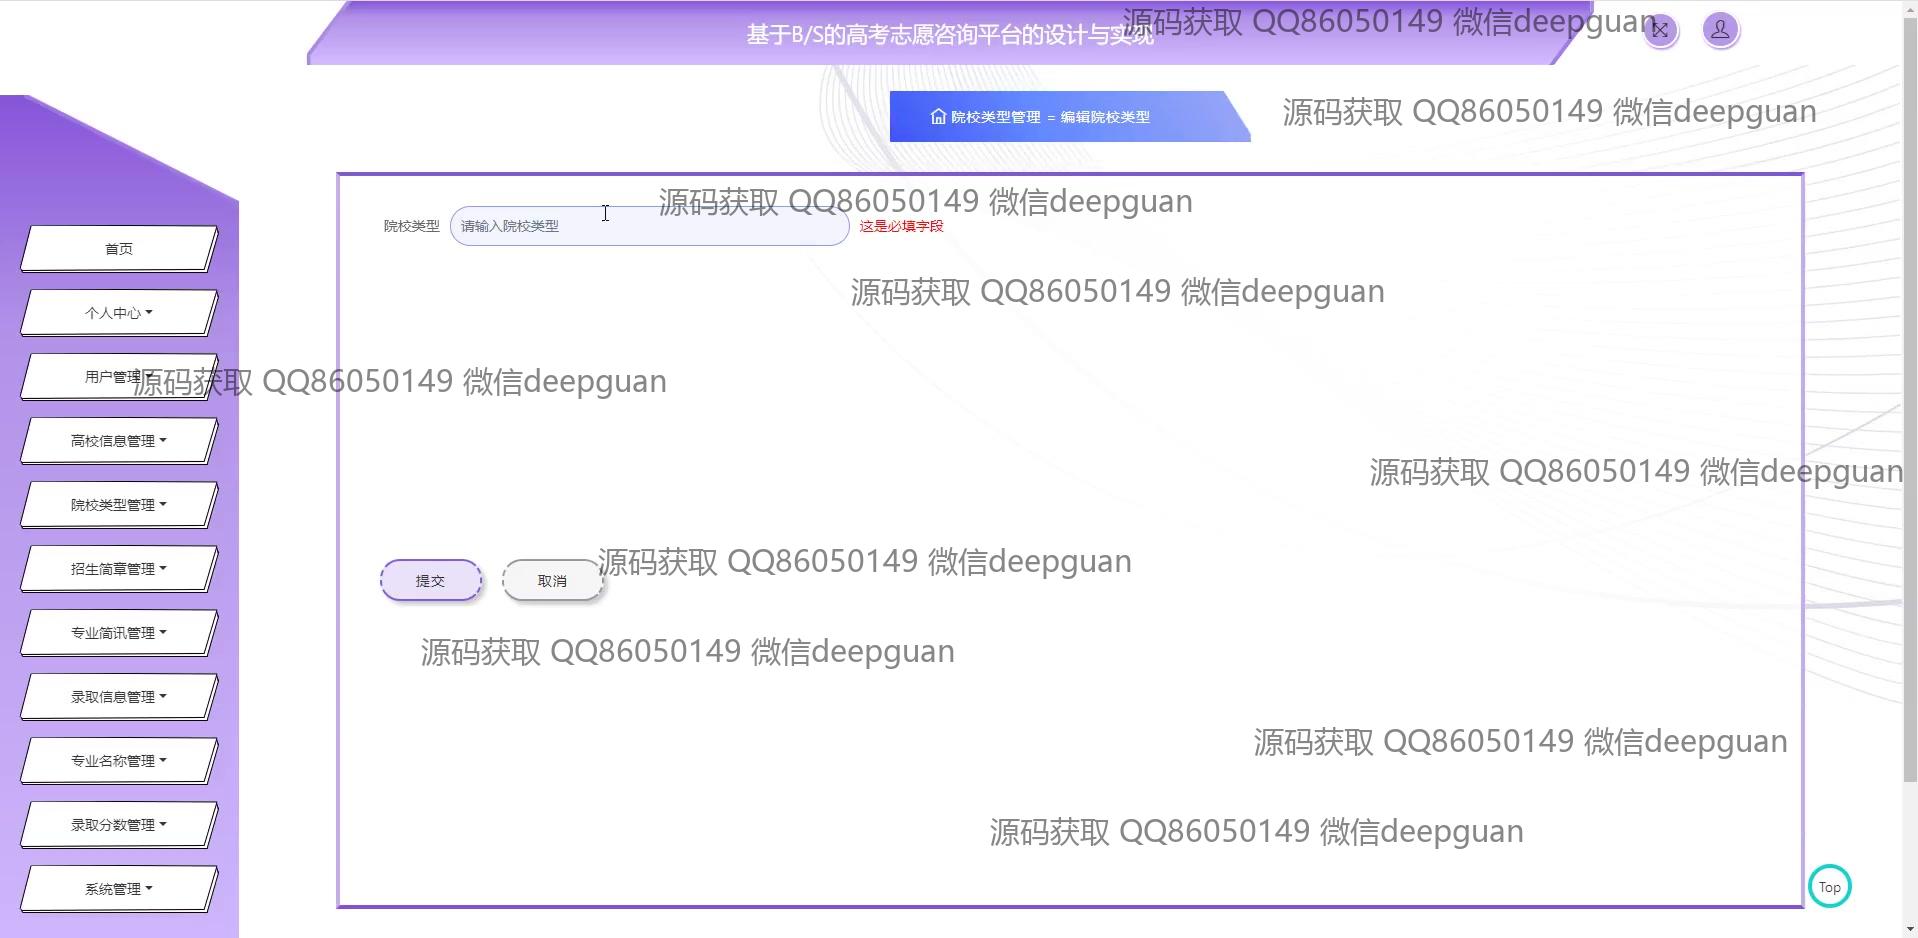 基于B/S的高考志愿咨询平台的设计与实现
源码获取 QQ86050149 微信deepguan
院校类型管理 = 编辑院校类型
源码获取 QQ86050149 微信deepguan
源码获取 QQ86050149 微信deepguan
院校类型 请输入院校类型 这是必填字段
首页
源码获取 QQ86050149 微信deepguan
个人中心
用户管理
源码获取 QQ86050149 微信deepguan
高校信息管理
源码获取 QQ86050149 微信deepguan
院校类型管理
招生简章管理
提交 取消
源码获取 QQ86050149 微信deepguan
专业简讯管理
源码获取 QQ86050149 微信deepguan
录取信息管理
源码获取 QQ86050149 微信deepguan
专业名称管理
录取分数管理
源码获取 QQ86050149 微信deepguan
系统管理
Top